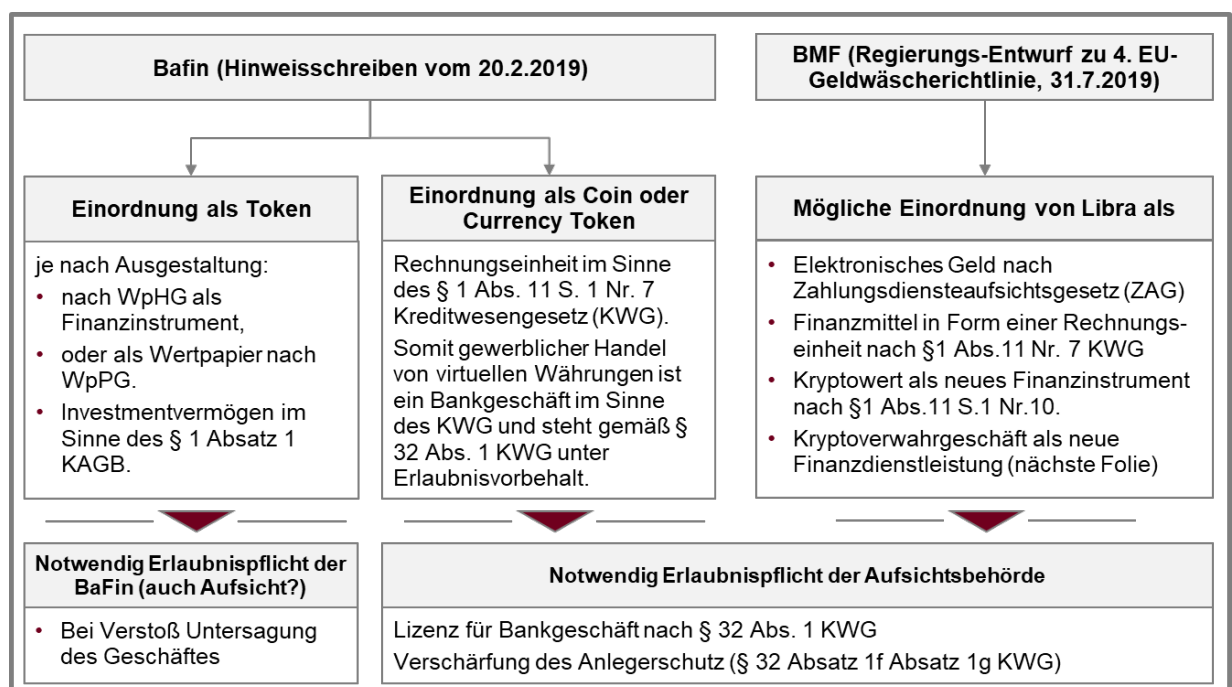 Bafin (Hinweisschreiben vom 20.2.2019)
BMF (Regierungs-Entwurf zu 4. EU-
Geldwäscherichtlinie, 31.7.2019)
Einordnung als Token
je nach Ausgestaltung:
• nach WpHG als
Finanzinstrument,
• oder als Wertpapier nach
WpPG.
• Investmentvermögen im
Sinne des § 1 Absatz 1
KAGB.
Einordnung als Coin oder
Currency Token
Rechnungseinheit im Sinne
des § 1 Abs. 11 S. 1 Nr. 7
Kreditwesengesetz (KWG).
Somit gewerblicher Handel
von virtuellen Währungen ist
ein Bankgeschäft im Sinne
des KWG und steht gemäß §
32 Abs. 1 KWG unter
Erlaubnisvorbehalt.
Mögliche Einordnung von Libra als
• Elektronisches Geld nach
Zahlungsdiensteaufsichtsgesetz (ZAG)
• Finanzmittel in Form einer Rechnungs-
einheit nach §1 Abs.11 Nr. 7 KWG
• Kryptowert als neues Finanzinstrument
nach §1 Abs.11 S.1 Nr.10.
• Kryptoverwahrgeschäft als neue
Finanzdienstleistung (nächste Folie)
Notwendig Erlaubnispflicht der
BaFin (auch Aufsicht?)
• Bei Verstoß Untersagung
des Geschäftes
Notwendig Erlaubnispflicht der Aufsichtsbehörde
Lizenz für Bankgeschäft nach § 32 Abs. 1 KWG
Verschärfung des Anlegerschutz (§ 32 Absatz 1f Absatz 1g KWG)